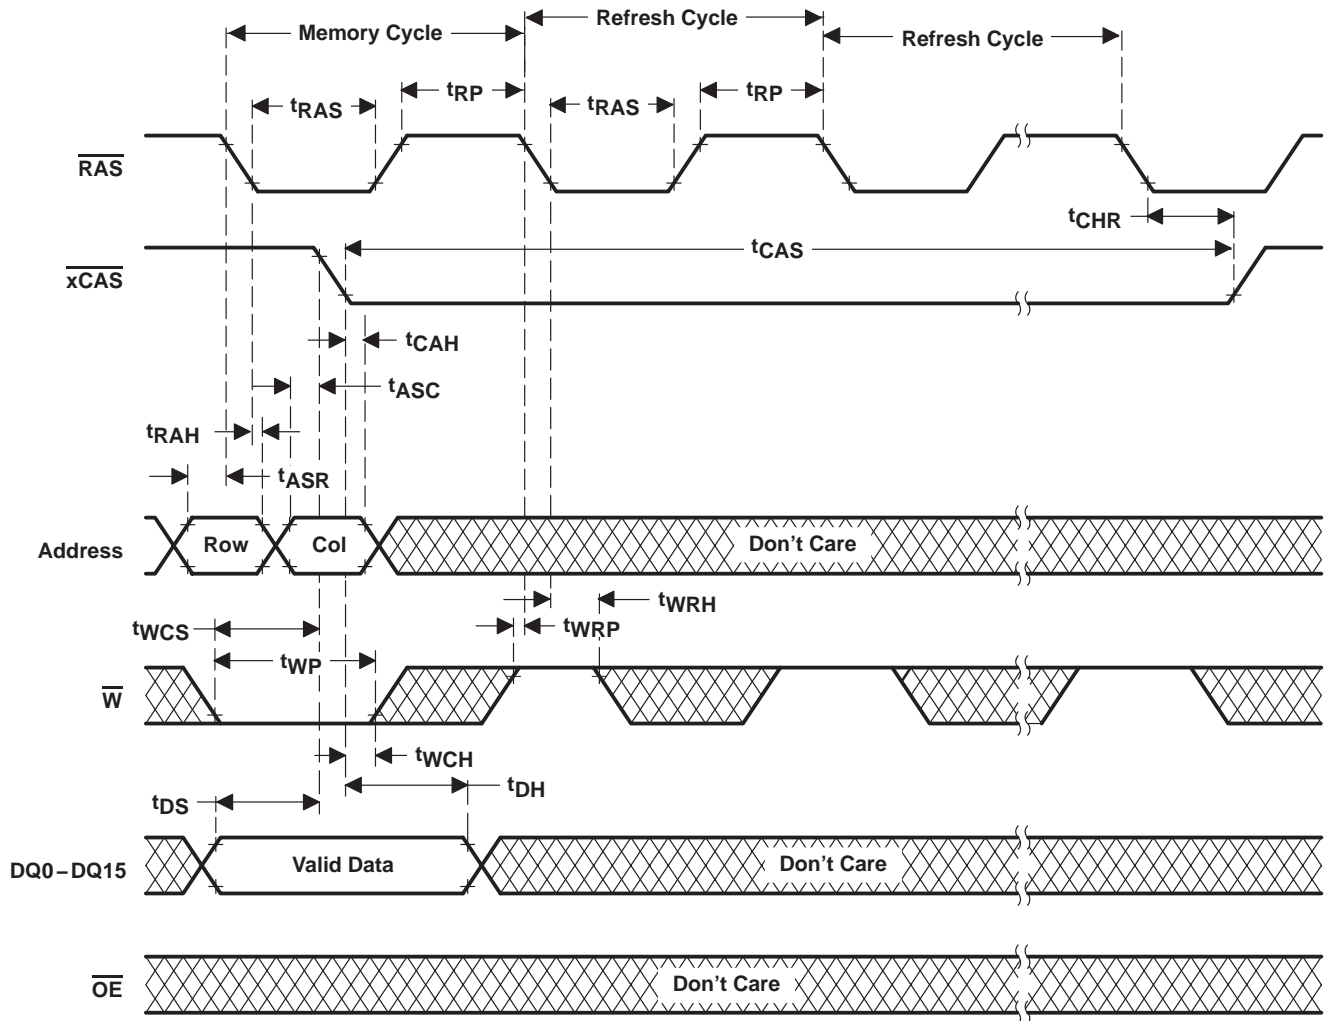 Memory Cycle
Refresh Cycle
Refresh Cycle
tRAS
tRP
tRAS
tRP
RAS
tCHR
tCAS
xCAS
tCAH
tASC
tRAH
tASR
Address
Row
Col
Don't Care
tWRH
tWCS
tWRP
tWP
W
tWCH
tDH
tDS
DQ0–DQ15
Valid Data
Don't Care
OE
Don't Care